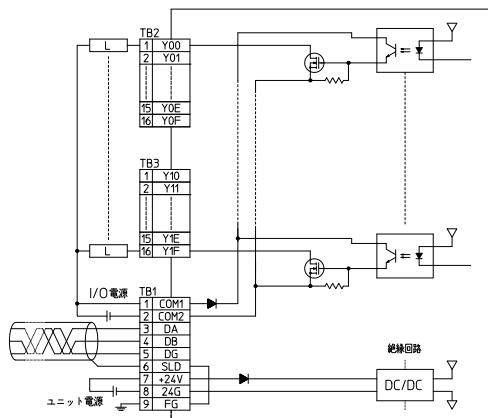 TB2
L 1 Y00
2 Y01
15 Y0E
16 Y0F
TB3
1 Y10
2 Y11
15 Y1E
L 16 Y1F
I/O電源
TB1
1 COM1
2 COM2
3 DA
4 DB
5 DG
6 SLD
7 +24V
8 24G
9 FG
ユニット電源
絶縁回路
DC/DC